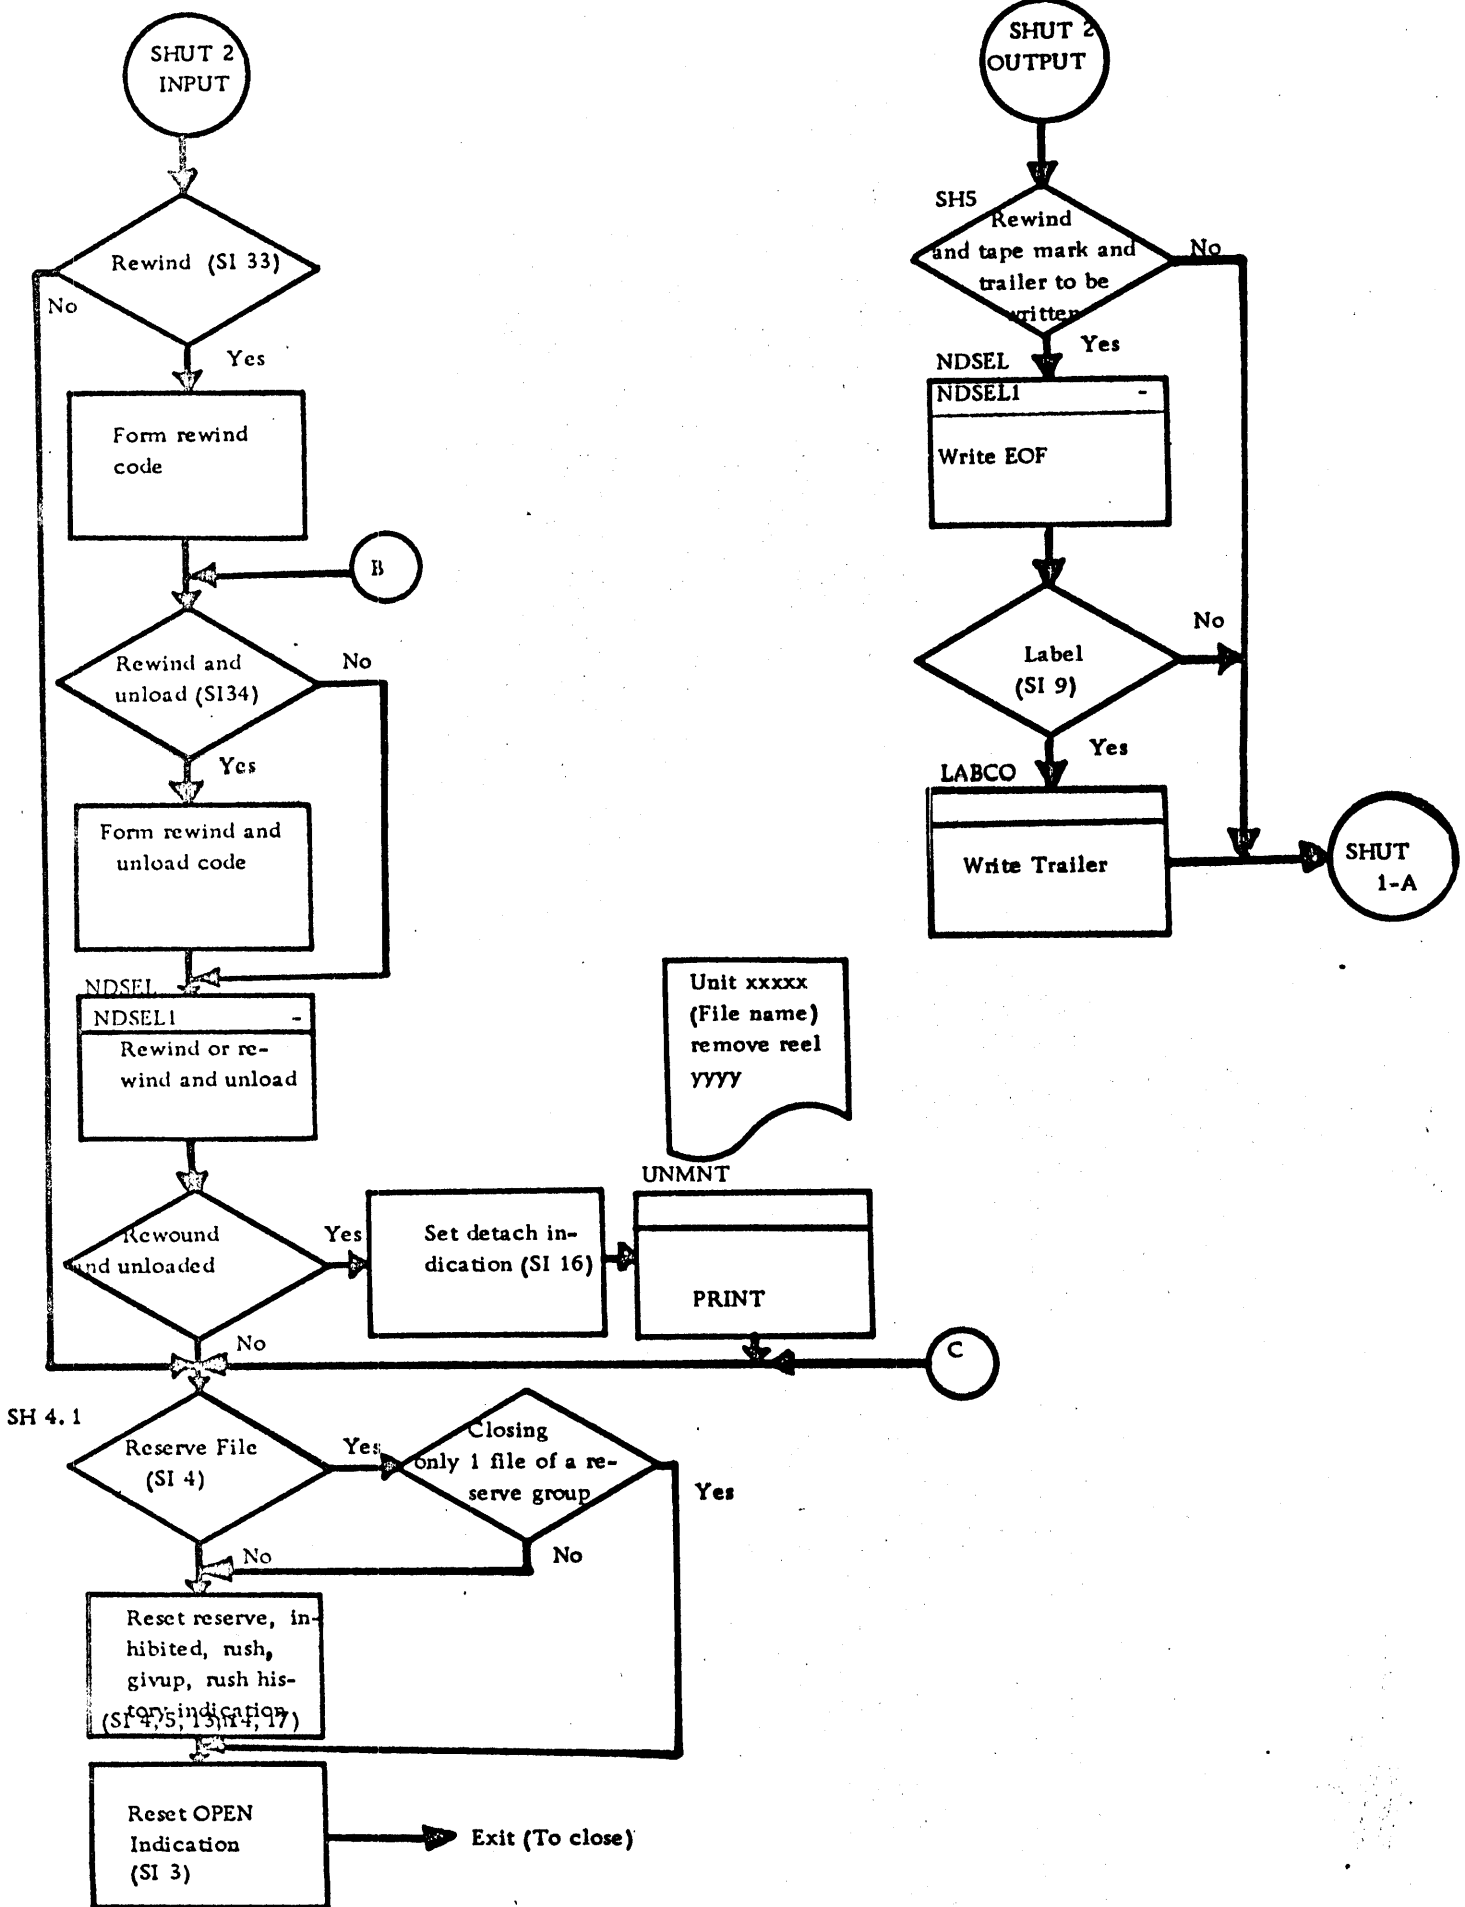 SHUT 2
INPUT
Rewind (SI 33)
No
Yes
Form rewind
code
B
Rewind and
unload (SI34)
No
Yes
Form rewind and
unload code
NDSEL
NDSEL1 -
Rewind or re-
wind and unload
Rewound
and unloaded
Yes
No
Set detach in-
dication (SI 16)
Unit xxxxx
(File name)
remove reel
yyyy
UNMNT
PRINT
C
SH 4.1
Reserve File
(SI 4)
Yes
No
Closing
only 1 file of a re-
serve group
Yes
No
Reset reserve, in-
hibited, rush,
givup, rush his-
tory indication
(SI 4, 5, 13, 14, 17)
Reset OPEN
Indication
(SI 3)
Exit (To close)
SHUT 2
OUTPUT
SH5
Rewind
and tape mark and
trailer to be
written
No
Yes
NDSEL
NDSEL1 -
Write EOF
Label
(SI 9)
No
Yes
LABCO
Write Trailer
SHUT
1-A